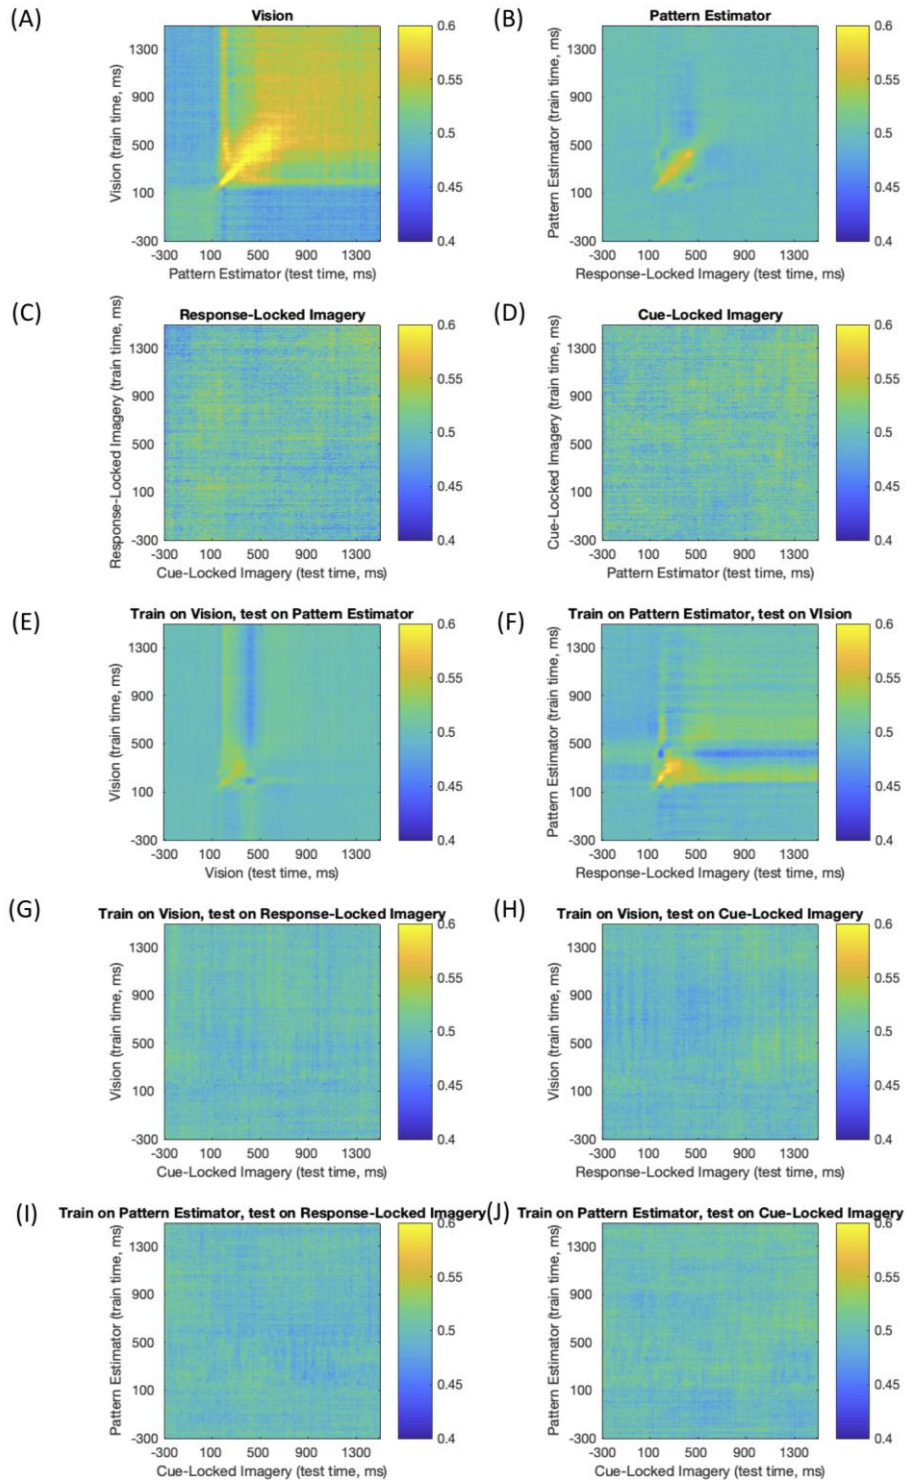 (A)
Vision
Vision (train time, ms)
1300
900
500
100
-300
-300 100 500 900 1300
Pattern Estimator (test time, ms)
0.6
0.55
0.5
0.45
0.4
(B)
Pattern Estimator
Pattern Estimator (train time, ms)
1300
900
500
100
-300
-300 100 500 900 1300
Response-Locked Imagery (test time, ms)
0.6
0.55
0.5
0.45
0.4
(C)
Response-Locked Imagery
Response-Locked Imagery (train time, ms)
1300
900
500
100
-300
-300 100 500 900 1300
Cue-Locked Imagery (test time, ms)
0.6
0.55
0.5
0.45
0.4
(D)
Cue-Locked Imagery
Cue-Locked Imagery (train time, ms)
1300
900
500
100
-300
-300 100 500 900 1300
Pattern Estimator (test time, ms)
0.6
0.55
0.5
0.45
0.4
(E)
Train on Vision, test on Pattern Estimator
Vision (train time, ms)
1300
900
500
100
-300
-300 100 500 900 1300
Vision (test time, ms)
0.6
0.55
0.5
0.45
0.4
(F)
Train on Pattern Estimator, test on VIsion
Pattern Estimator (train time, ms)
1300
900
500
100
-300
-300 100 500 900 1300
Response-Locked Imagery (test time, ms)
0.6
0.55
0.5
0.45
0.4
(G)
Train on Vision, test on Response-Locked Imagery
Vision (train time, ms)
1300
900
500
100
-300
-300 100 500 900 1300
Cue-Locked Imagery (test time, ms)
0.6
0.55
0.5
0.45
0.4
(H)
Train on Vision, test on Cue-Locked Imagery
Vision (train time, ms)
1300
900
500
100
-300
-300 100 500 900 1300
Response-Locked Imagery (test time, ms)
0.6
0.55
0.5
0.45
0.4
(I)
Train on Pattern Estimator, test on Response-Locked Imagery
Pattern Estimator (train time, ms)
1300
900
500
100
-300
-300 100 500 900 1300
Cue-Locked Imagery (test time, ms)
0.6
0.55
0.5
0.45
0.4
(J)
Train on Pattern Estimator, test on Cue-Locked Imagery
Pattern Estimator (train time, ms)
1300
900
500
100
-300
-300 100 500 900 1300
Cue-Locked Imagery (test time, ms)
0.6
0.55
0.5
0.45
0.4